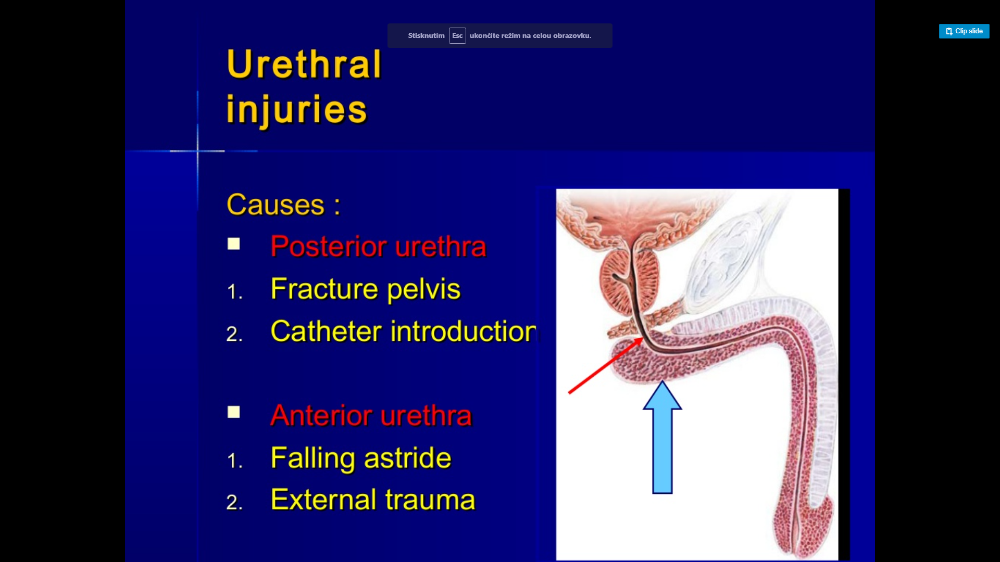 Stisknutím Esc ukončíte režim na celou obrazovku.
Clip slide
Urethral
injuries
Causes :
Posterior urethra
1. Fracture pelvis
2. Catheter introduction
Anterior urethra
1. Falling astride
2. External trauma